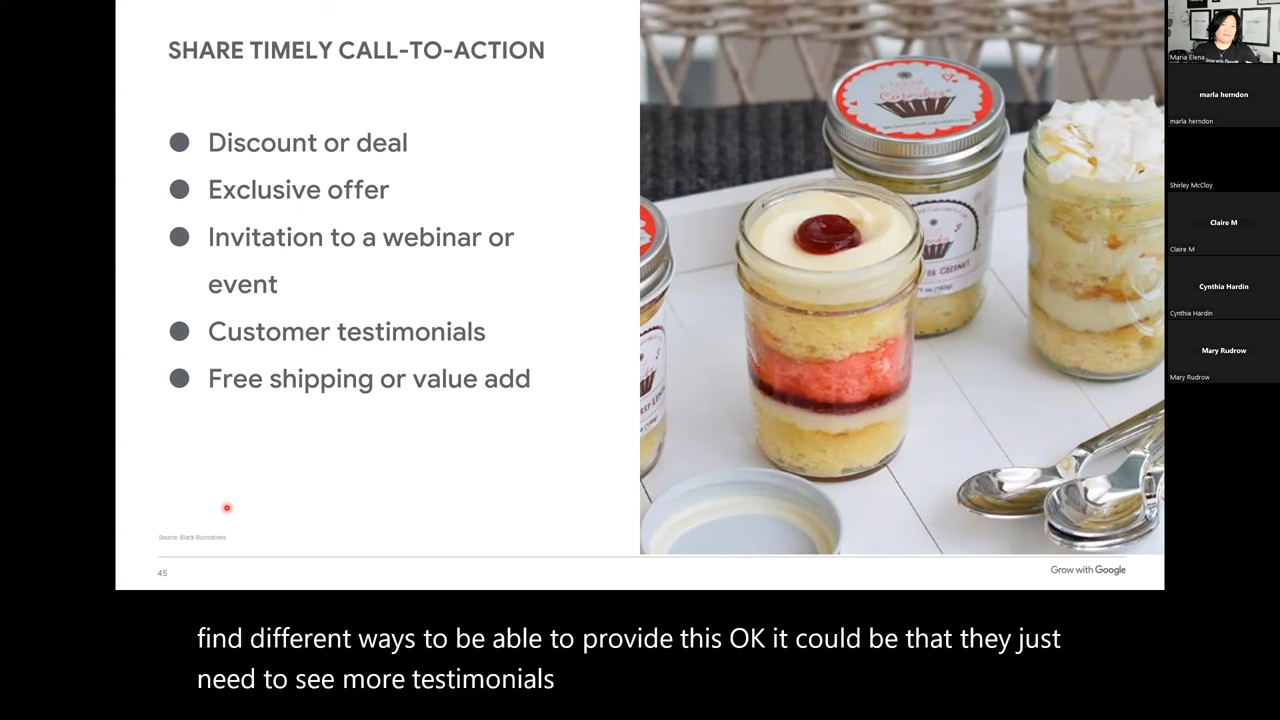 SHARE TIMELY CALL-TO-ACTION
● Discount or deal
● Exclusive offer
● Invitation to a webinar or
event
● Customer testimonials
● Free shipping or value add
Source: Black Illustrations
45
Grow with Google
Cupcakes
COCONUT
Maria Elena
marla herndon
marla herndon
Shirley McCloy
Claire M
Claire M
Cynthia Hardin
Cynthia Hardin
Mary Rudrow
Mary Rudrow
find different ways to be able to provide this OK it could be that they just
need to see more testimonials